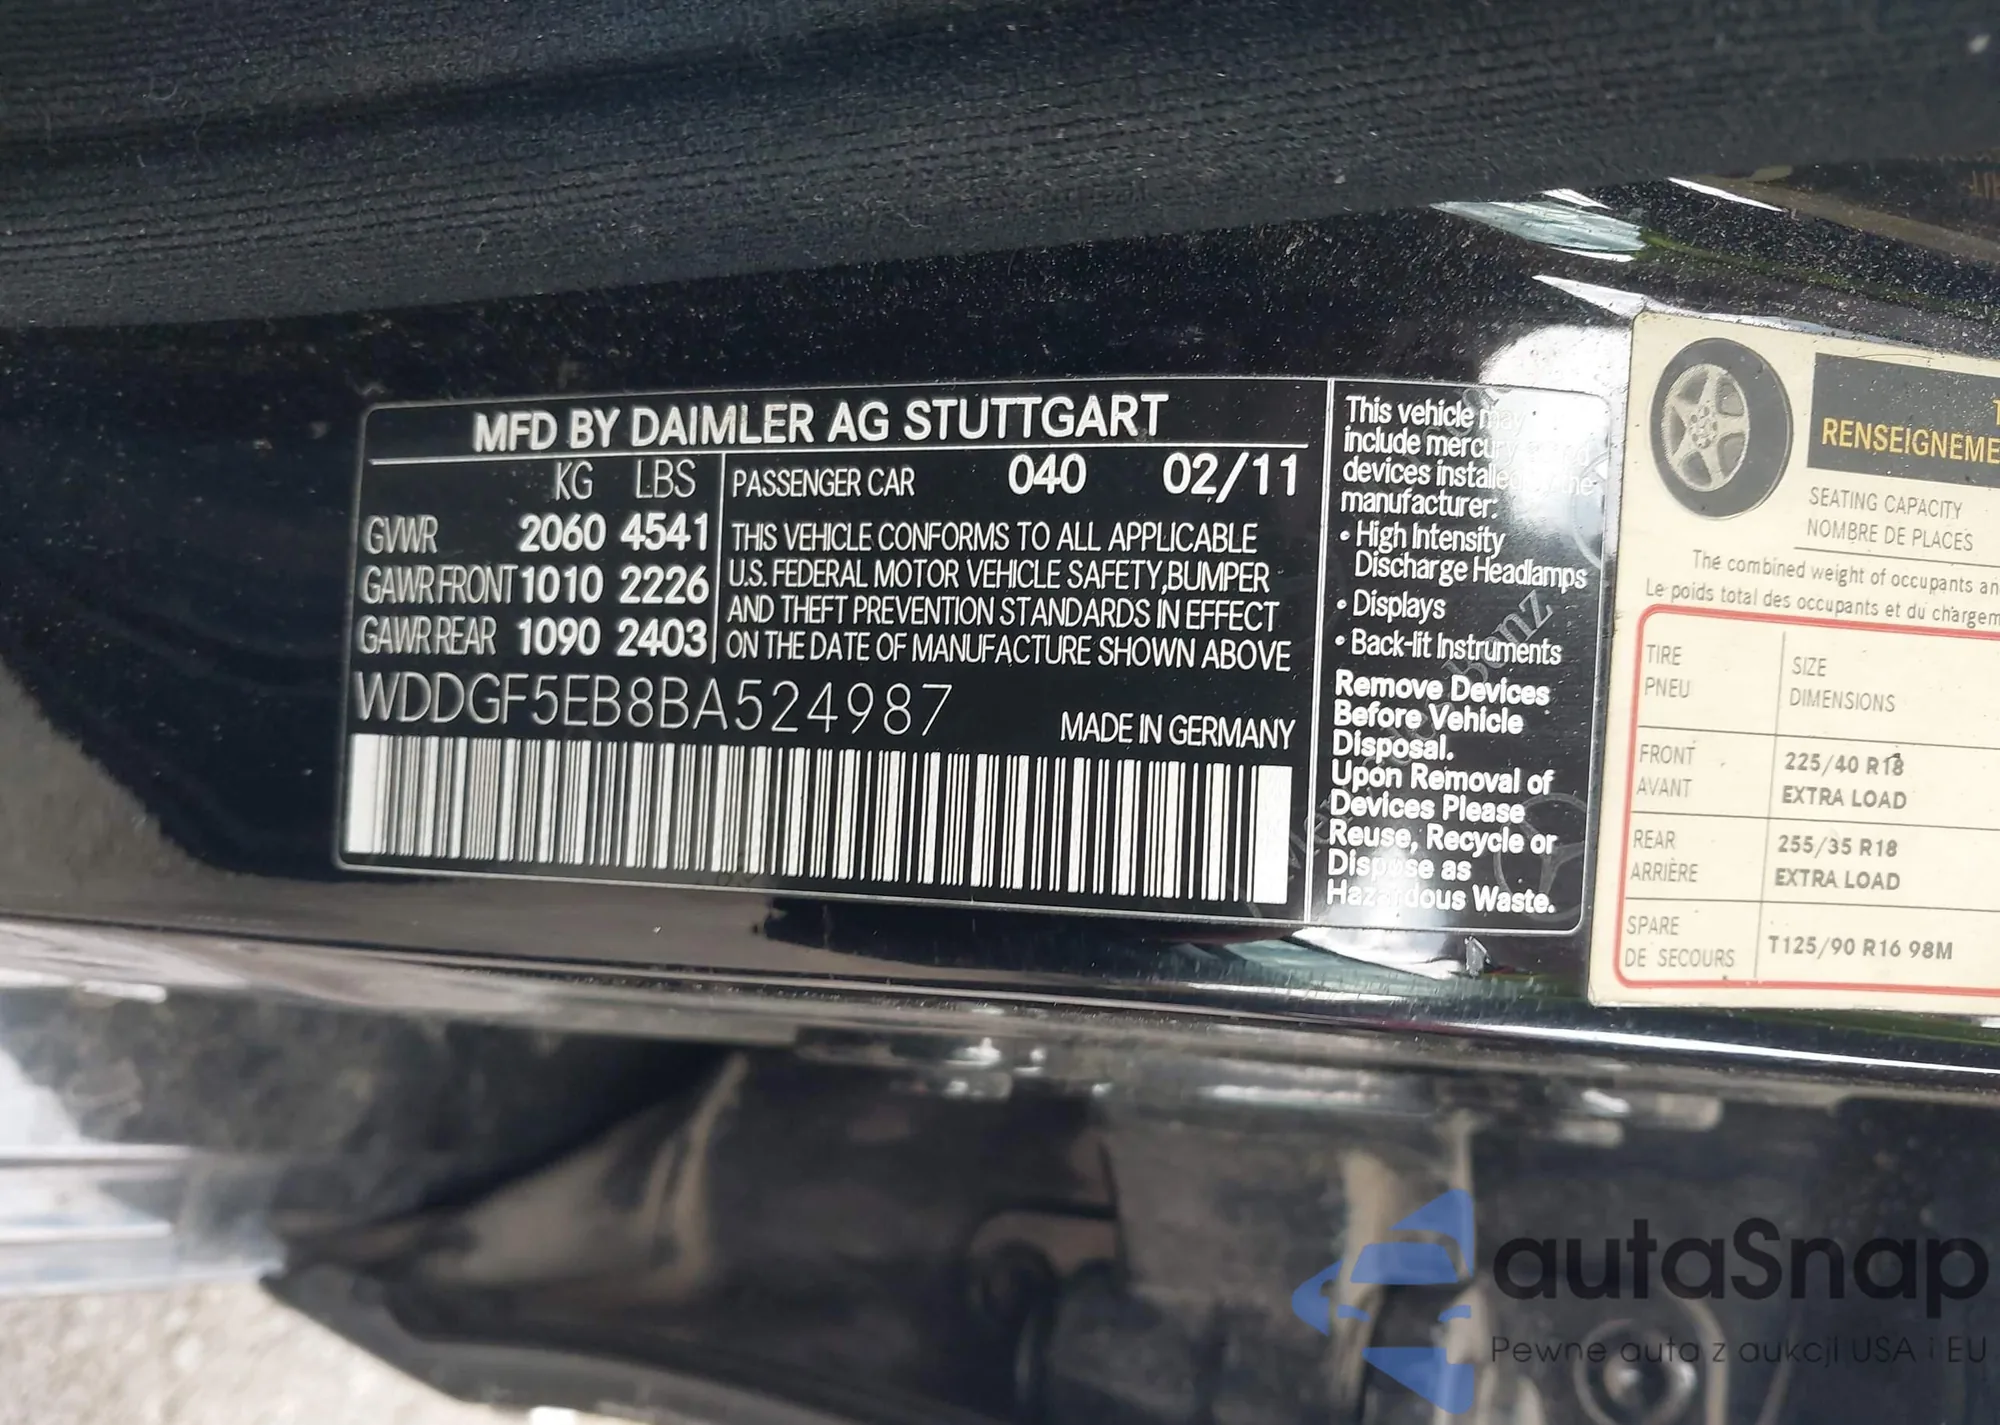 MFD BY DAIMLER AG STUTTGART
KG LBS
GVWR 2060 4541
GAWR FRONT 1010 2226
GAWR REAR 1090 2403
PASSENGER CAR 040 02/11
THIS VEHICLE CONFORMS TO ALL APPLICABLE
U.S. FEDERAL MOTOR VEHICLE SAFETY,BUMPER
AND THEFT PREVENTION STANDARDS IN EFFECT
ON THE DATE OF MANUFACTURE SHOWN ABOVE
WDDGF5EB8BA524987
MADE IN GERMANY
This vehicle may
include mercury
devices installed the
manufacturer:
• High Intensity
Discharge Headlamps
• Displays
• Back-lit Instruments
Remove Devices
Before Vehicle
Disposal.
Upon Removal of
Devices Please
Reuse, Recycle or
Dispose as
Hazardous Waste.
RENSEIGNEME
SEATING CAPACITY
NOMBRE DE PLACES
The combined weight of occupants an
Le poids total des occupants et du chargem
TIRE
PNEU
SIZE
DIMENSIONS
FRONT
AVANT
225/40 R18
EXTRA LOAD
REAR
ARRIÈRE
255/35 R18
EXTRA LOAD
SPARE
DE SECOURS
T125/90 R16 98M
autaSnap
Pewne auta z aukcji USA i EU